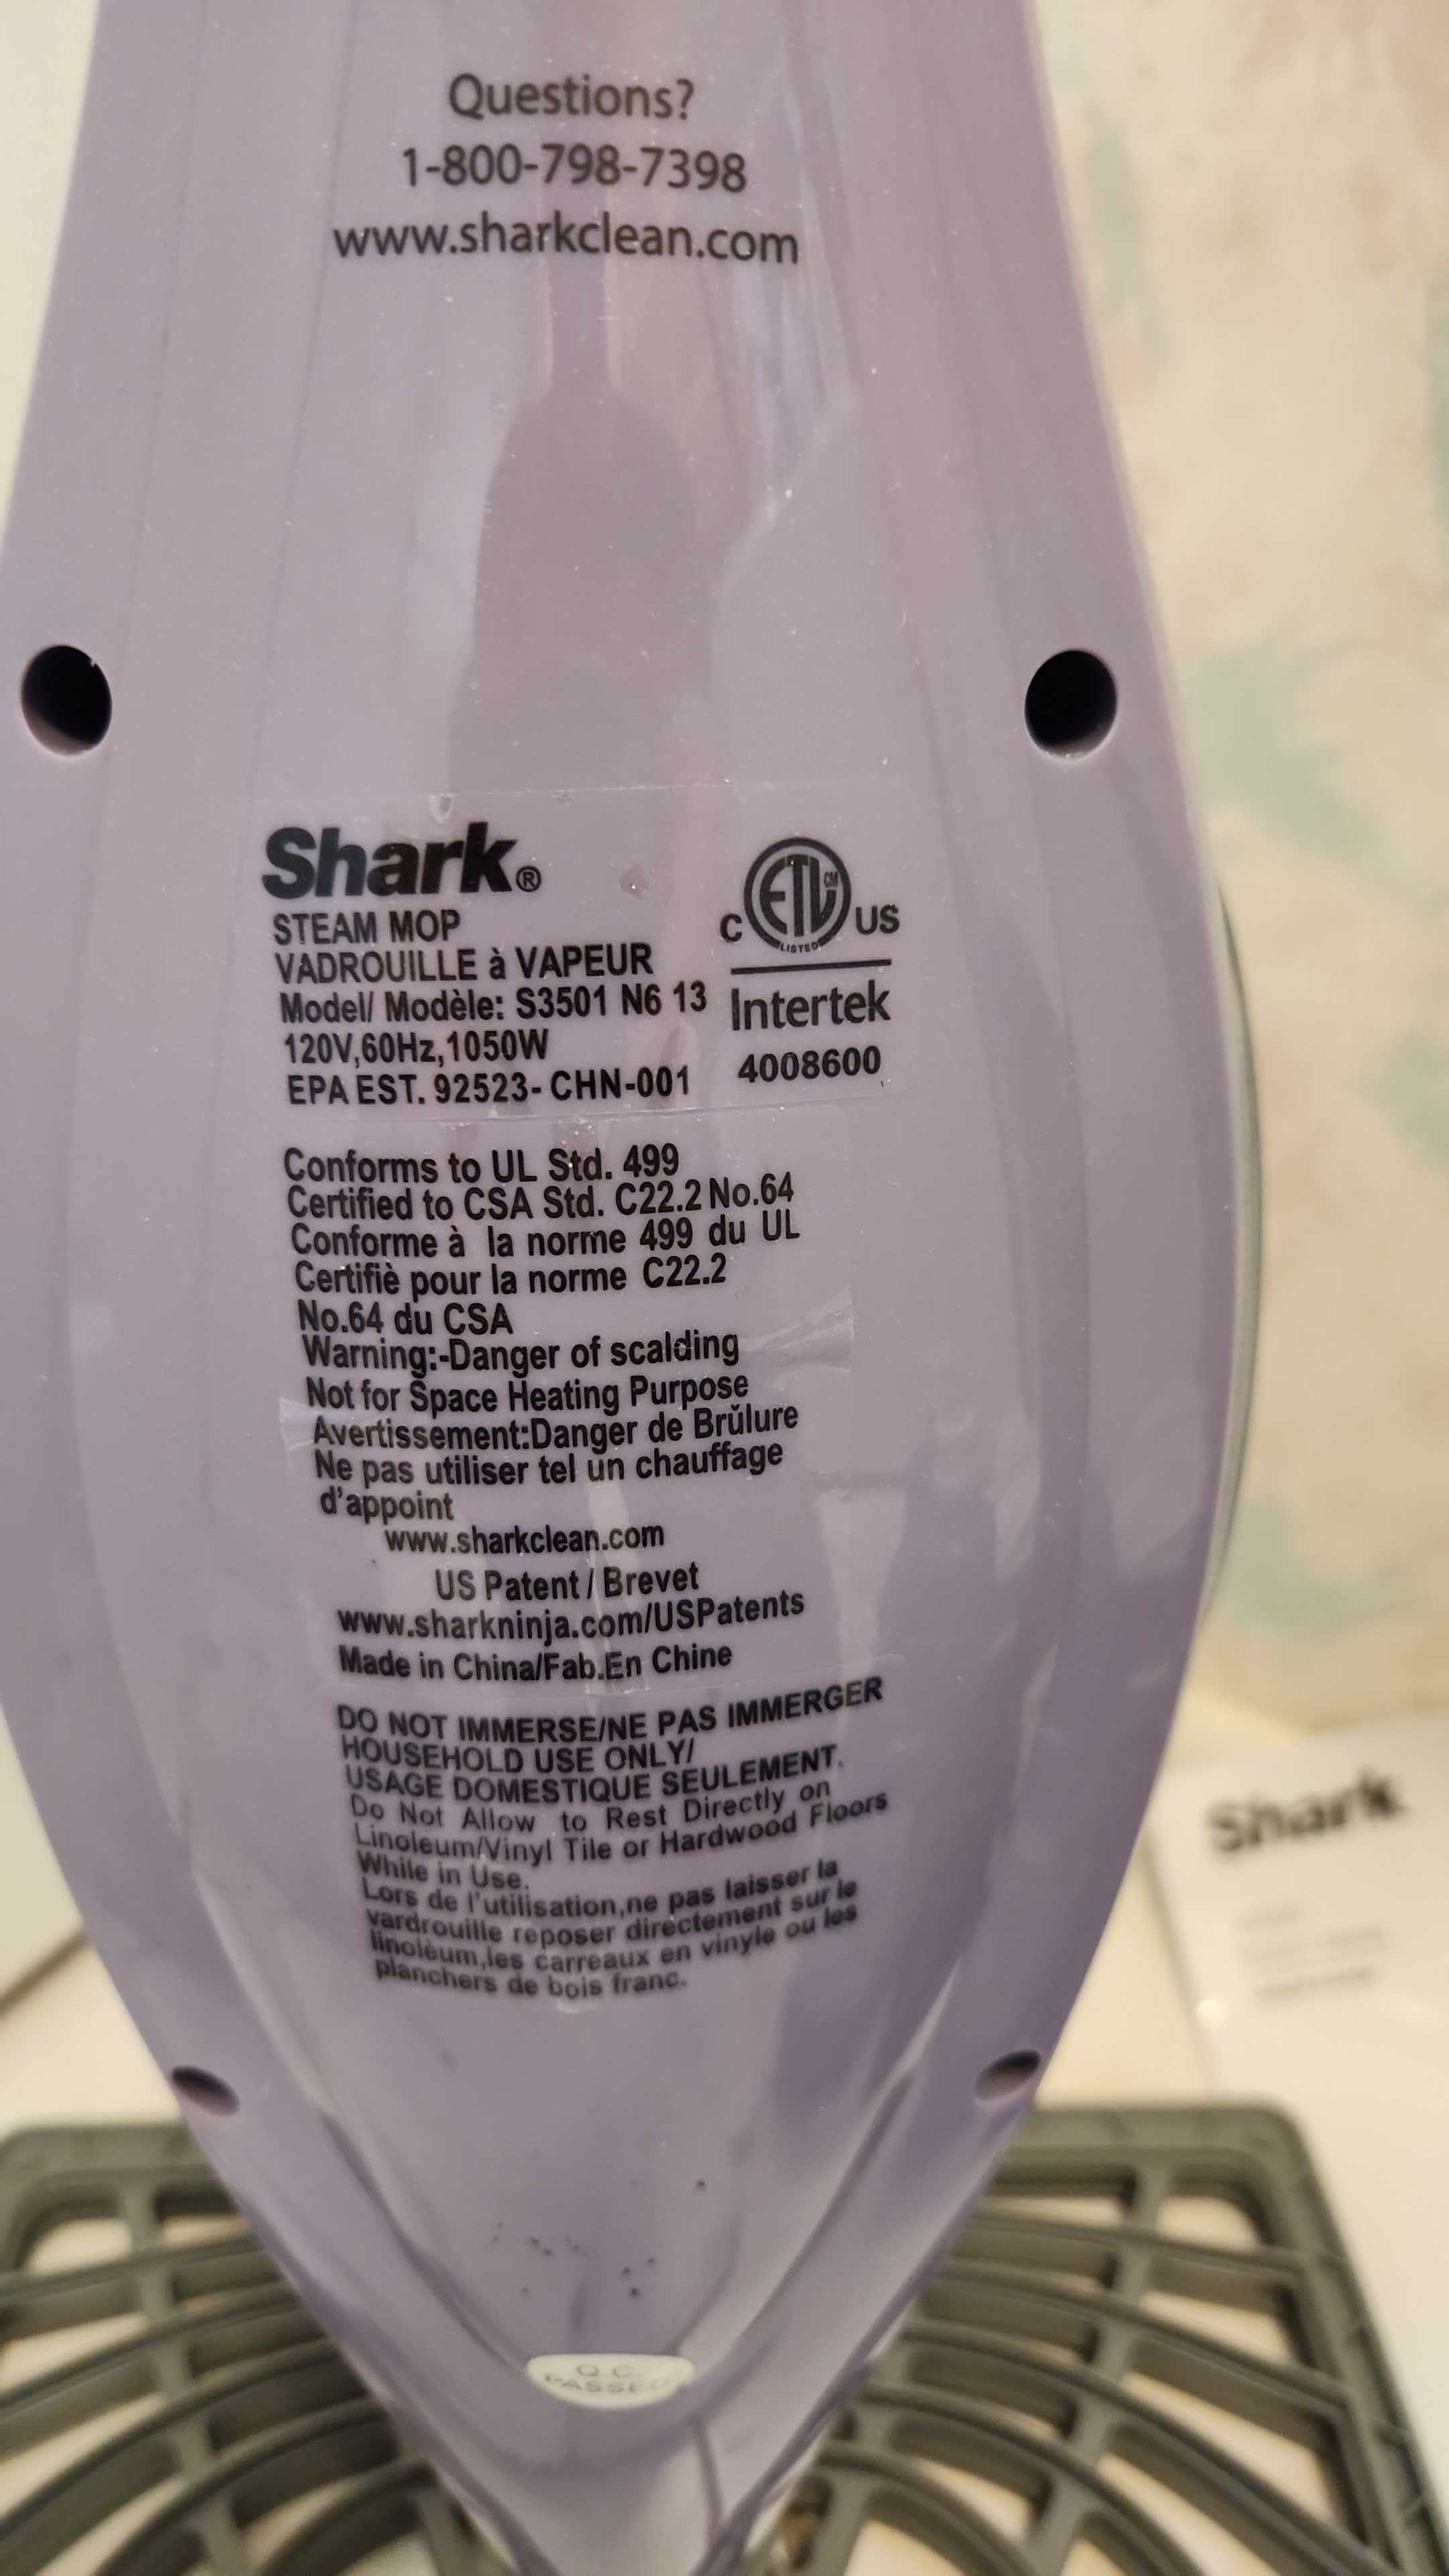 Questions?
1-800-798-7398
www.sharkclean.com
Shark®
STEAM MOP
VADROUILLE à VAPEUR
Model/ Modèle: S3501 N6 13
120V,60Hz,1050W
EPA EST. 92523- CHN-001
C ETL CM US
LISTED
Intertek
4008600
Conforms to UL Std. 499
Certified to CSA Std. C22.2 No.64
Conforme à la norme 499 du UL
Certifiè pour la norme C22.2
No.64 du CSA
Warning:-Danger of scalding
Not for Space Heating Purpose
Avertissement:Danger de Brŭlure
Ne pas utiliser tel un chauffage
d'appoint
www.sharkclean.com
US Patent / Brevet
www.sharkninja.com/USPatents
Made in China/Fab.En Chine
DO NOT IMMERSE/NE PAS IMMERGER
HOUSEHOLD USE ONLY/
USAGE DOMESTIQUE SEULEMENT.
Do Not Allow to Rest Directly on
Linoleum/Vinyl Tile or Hardwood Floors
While in Use.
Lors de l'utilisation,ne pas laisser la
vardrouille reposer directement sur le
linolèum,les carreaux en vinyle ou les
planchers de bois franc.
Q.C.
PASSED
Shark